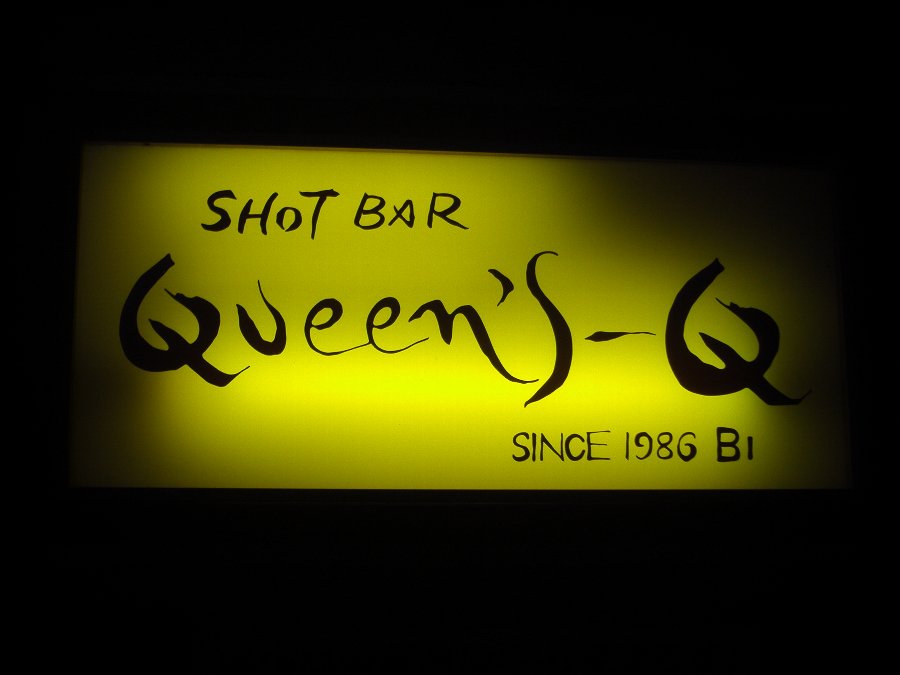 SHOT BAR
Queen's-Q
SINCE 1986 B1